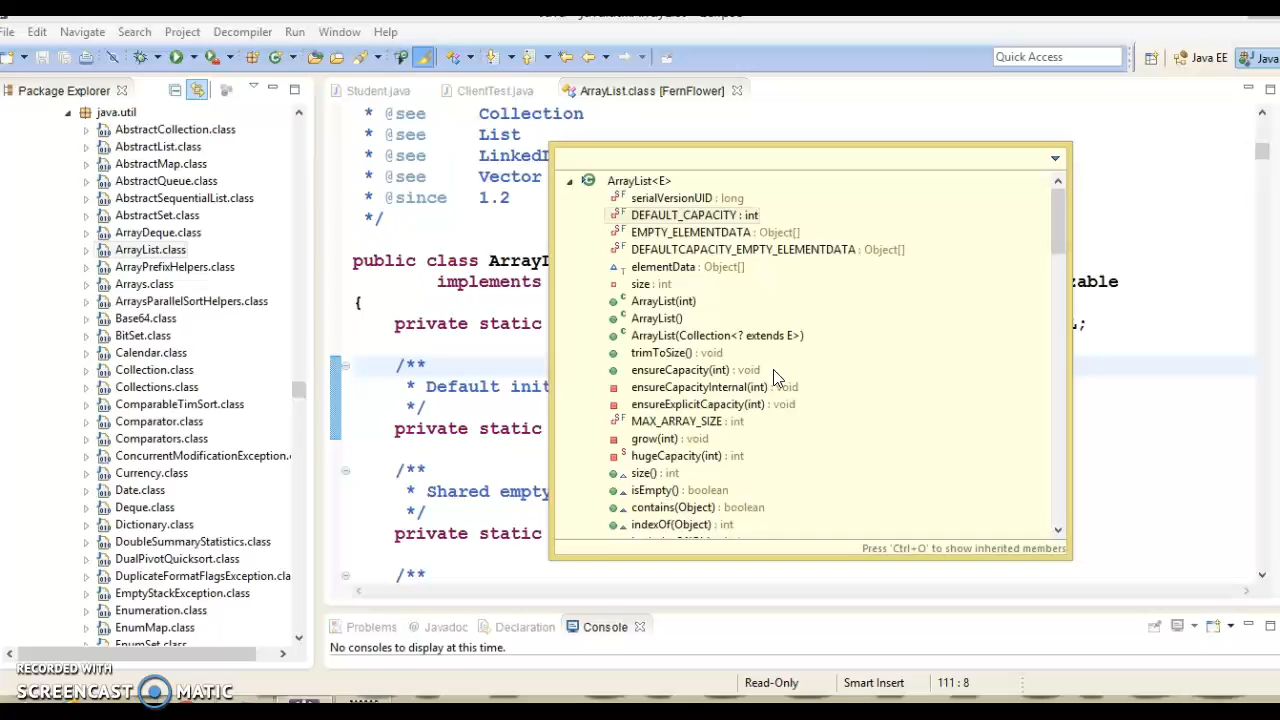 File Edit Navigate Search Project Decompiler Run Window Help
Quick Access
Java EE
Java
Package Explorer
Student.java
ClientTest.java
ArrayList.class [FernFlower]
java.util
AbstractCollection.class
AbstractList.class
AbstractMap.class
AbstractQueue.class
AbstractSequentialList.class
AbstractSet.class
ArrayDeque.class
ArrayList.class
ArrayPrefixHelpers.class
Arrays.class
ArraysParallelSortHelpers.class
Base64.class
BitSet.class
Calendar.class
Collection.class
Collections.class
ComparableTimSort.class
Comparator.class
Comparators.class
ConcurrentModificationException.
Currency.class
Date.class
Deque.class
Dictionary.class
DoubleSummaryStatistics.class
DualPivotQuicksort.class
DuplicateFormatFlagsException.cla
EmptyStackException.class
Enumeration.class
EnumMap.class
EnumSet.class
* @see Collection
* @see List
* @see LinkedL
* @see Vector
* @since 1.2
*/
public class ArrayL
implements
zable
{
private static
L;
/**
* Default init
*/
private static
/**
* Shared empty
*/
private static
/**
ArrayList<E>
serialVersionUID : long
DEFAULT_CAPACITY : int
EMPTY_ELEMENTDATA : Object[]
DEFAULTCAPACITY_EMPTY_ELEMENTDATA : Object[]
elementData : Object[]
size : int
ArrayList(int)
ArrayList()
ArrayList(Collection<? extends E>)
trimToSize() : void
ensureCapacity(int) : void
ensureCapacityInternal(int) : void
ensureExplicitCapacity(int) : void
MAX_ARRAY_SIZE : int
grow(int) : void
hugeCapacity(int) : int
size() : int
isEmpty() : boolean
contains(Object) : boolean
indexOf(Object) : int
Press 'Ctrl+O' to show inherited members
Problems @ Javadoc Declaration Console
No consoles to display at this time.
Read-Only
Smart Insert
111 : 8
RECORDED WITH
SCREENCAST MATIC